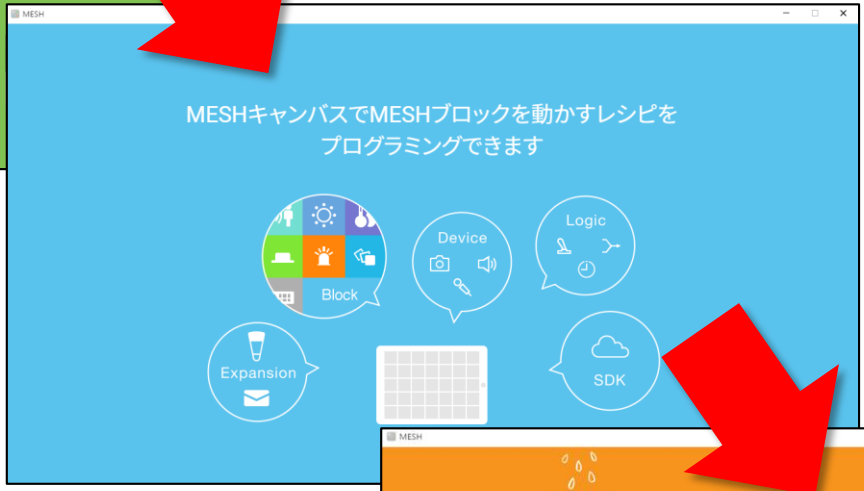 MESH
MESHキャンバスでMESHブロックを動かすレシピを
プログラミングできます
Logic
Device
Block
Expansion
SDK
MESH